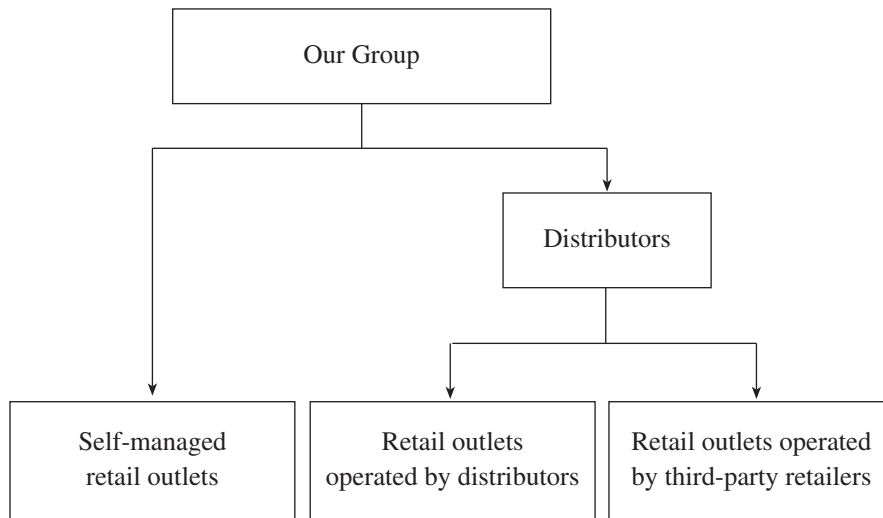 Our Group
Distributors
Self-managed
retail outlets
Retail outlets
operated by distributors
Retail outlets operated
by third-party retailers